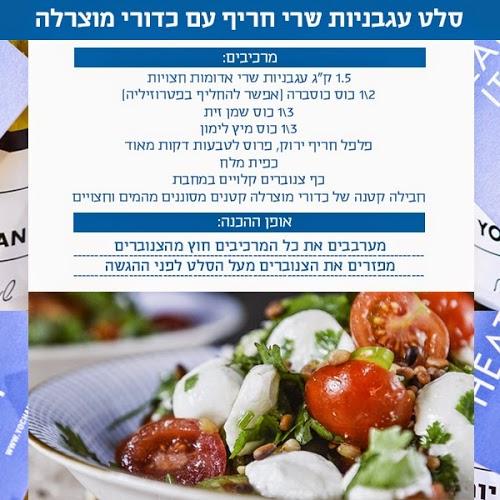 סלט עגבניות שרי חריף עם כדורי מוצרלה
מרכיבים:
1.5 ק"ג עגבניות שרי אדומות חצויות
1\2 כוס כוסברה (אפשר להחליף בפטרוזיליה)
1\3 כוס שמן זית
1\3 כוס מיץ לימון
פלפל חריף ירוק, פרוס לטבעות דקות מאוד
כפית מלח
כף צנוברים קלויים במחבת
חבילה קטנה של כדורי מוצרלה קטנים מסוננים מהמים וחצויים
אופן ההכנה:
מערבבים את כל המרכיבים חוץ מהצנוברים
מפזרים את הצנוברים מעל הסלט לפני ההגשה